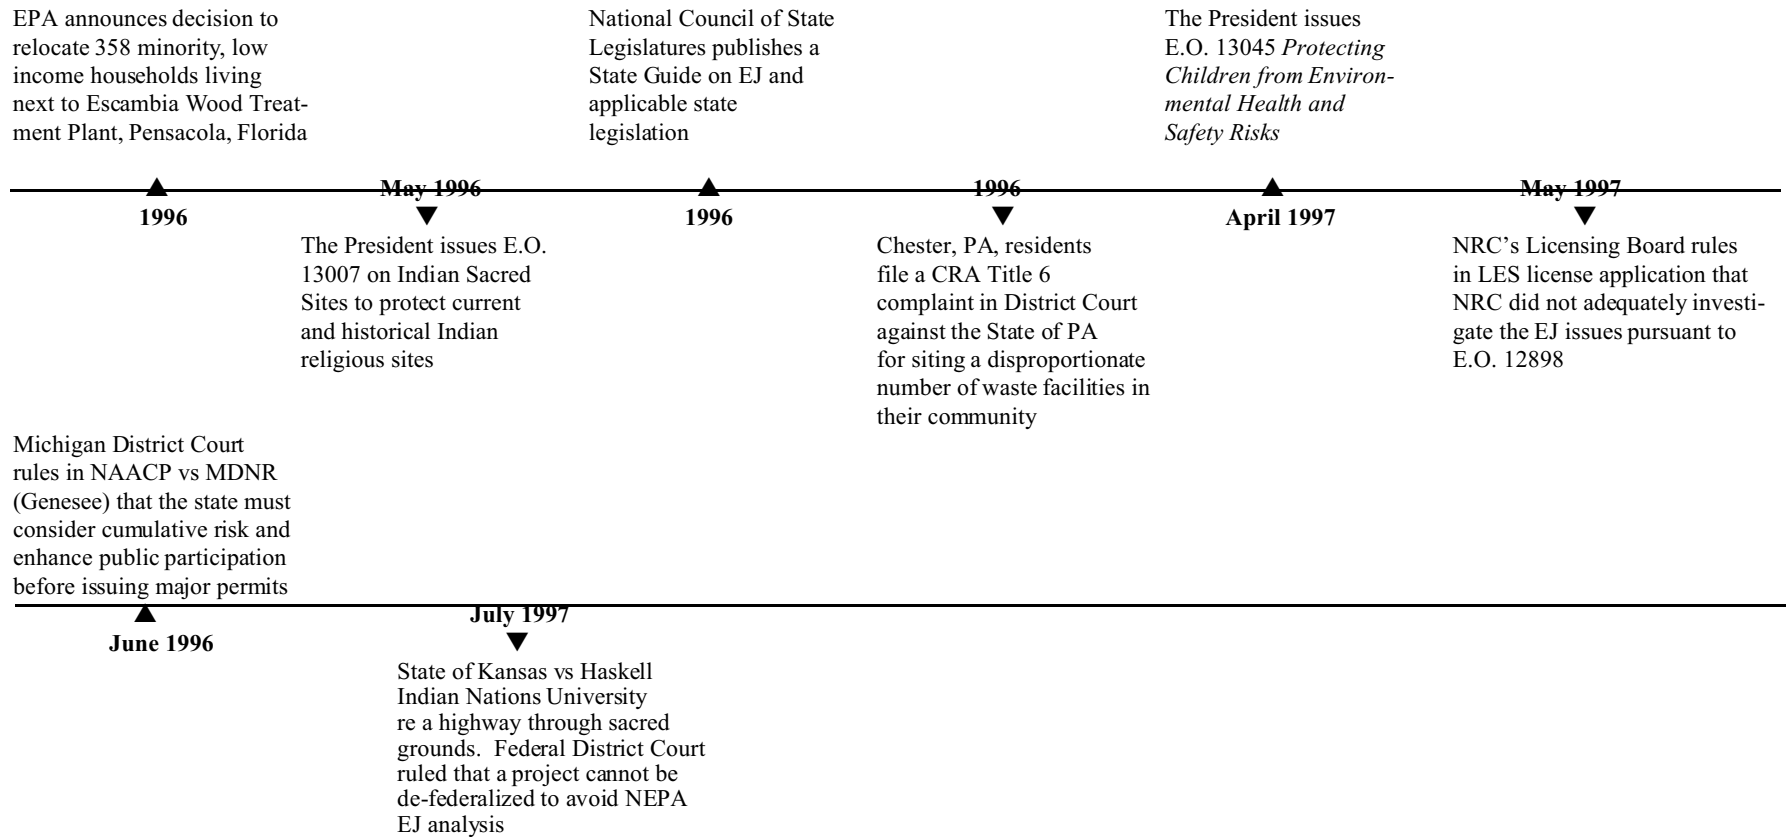 EPA announces decision to
relocate 358 minority, low
income households living
next to Escambia Wood Treat-
ment Plant, Pensacola, Florida
National Council of State
Legislatures publishes a
State Guide on EJ and
applicable state
legislation
The President issues
E.O. 13045 Protecting
Children from Environ-
mental Health and
Safety Risks
1996
May 1996
1996
1996
April 1997
May 1997
The President issues E.O.
13007 on Indian Sacred
Sites to protect current
and historical Indian
religious sites
Chester, PA, residents
file a CRA Title 6
complaint in District Court
against the State of PA
for siting a disproportionate
number of waste facilities in
their community
NRC's Licensing Board rules
in LES license application that
NRC did not adequately investi-
gate the EJ issues pursuant to
E.O. 12898
Michigan District Court
rules in NAACP vs MDNR
(Genesee) that the state must
consider cumulative risk and
enhance public participation
before issuing major permits
June 1996
July 1997
State of Kansas vs Haskell
Indian Nations University
re a highway through sacred
grounds.  Federal District Court
ruled that a project cannot be
de-federalized to avoid NEPA
EJ analysis